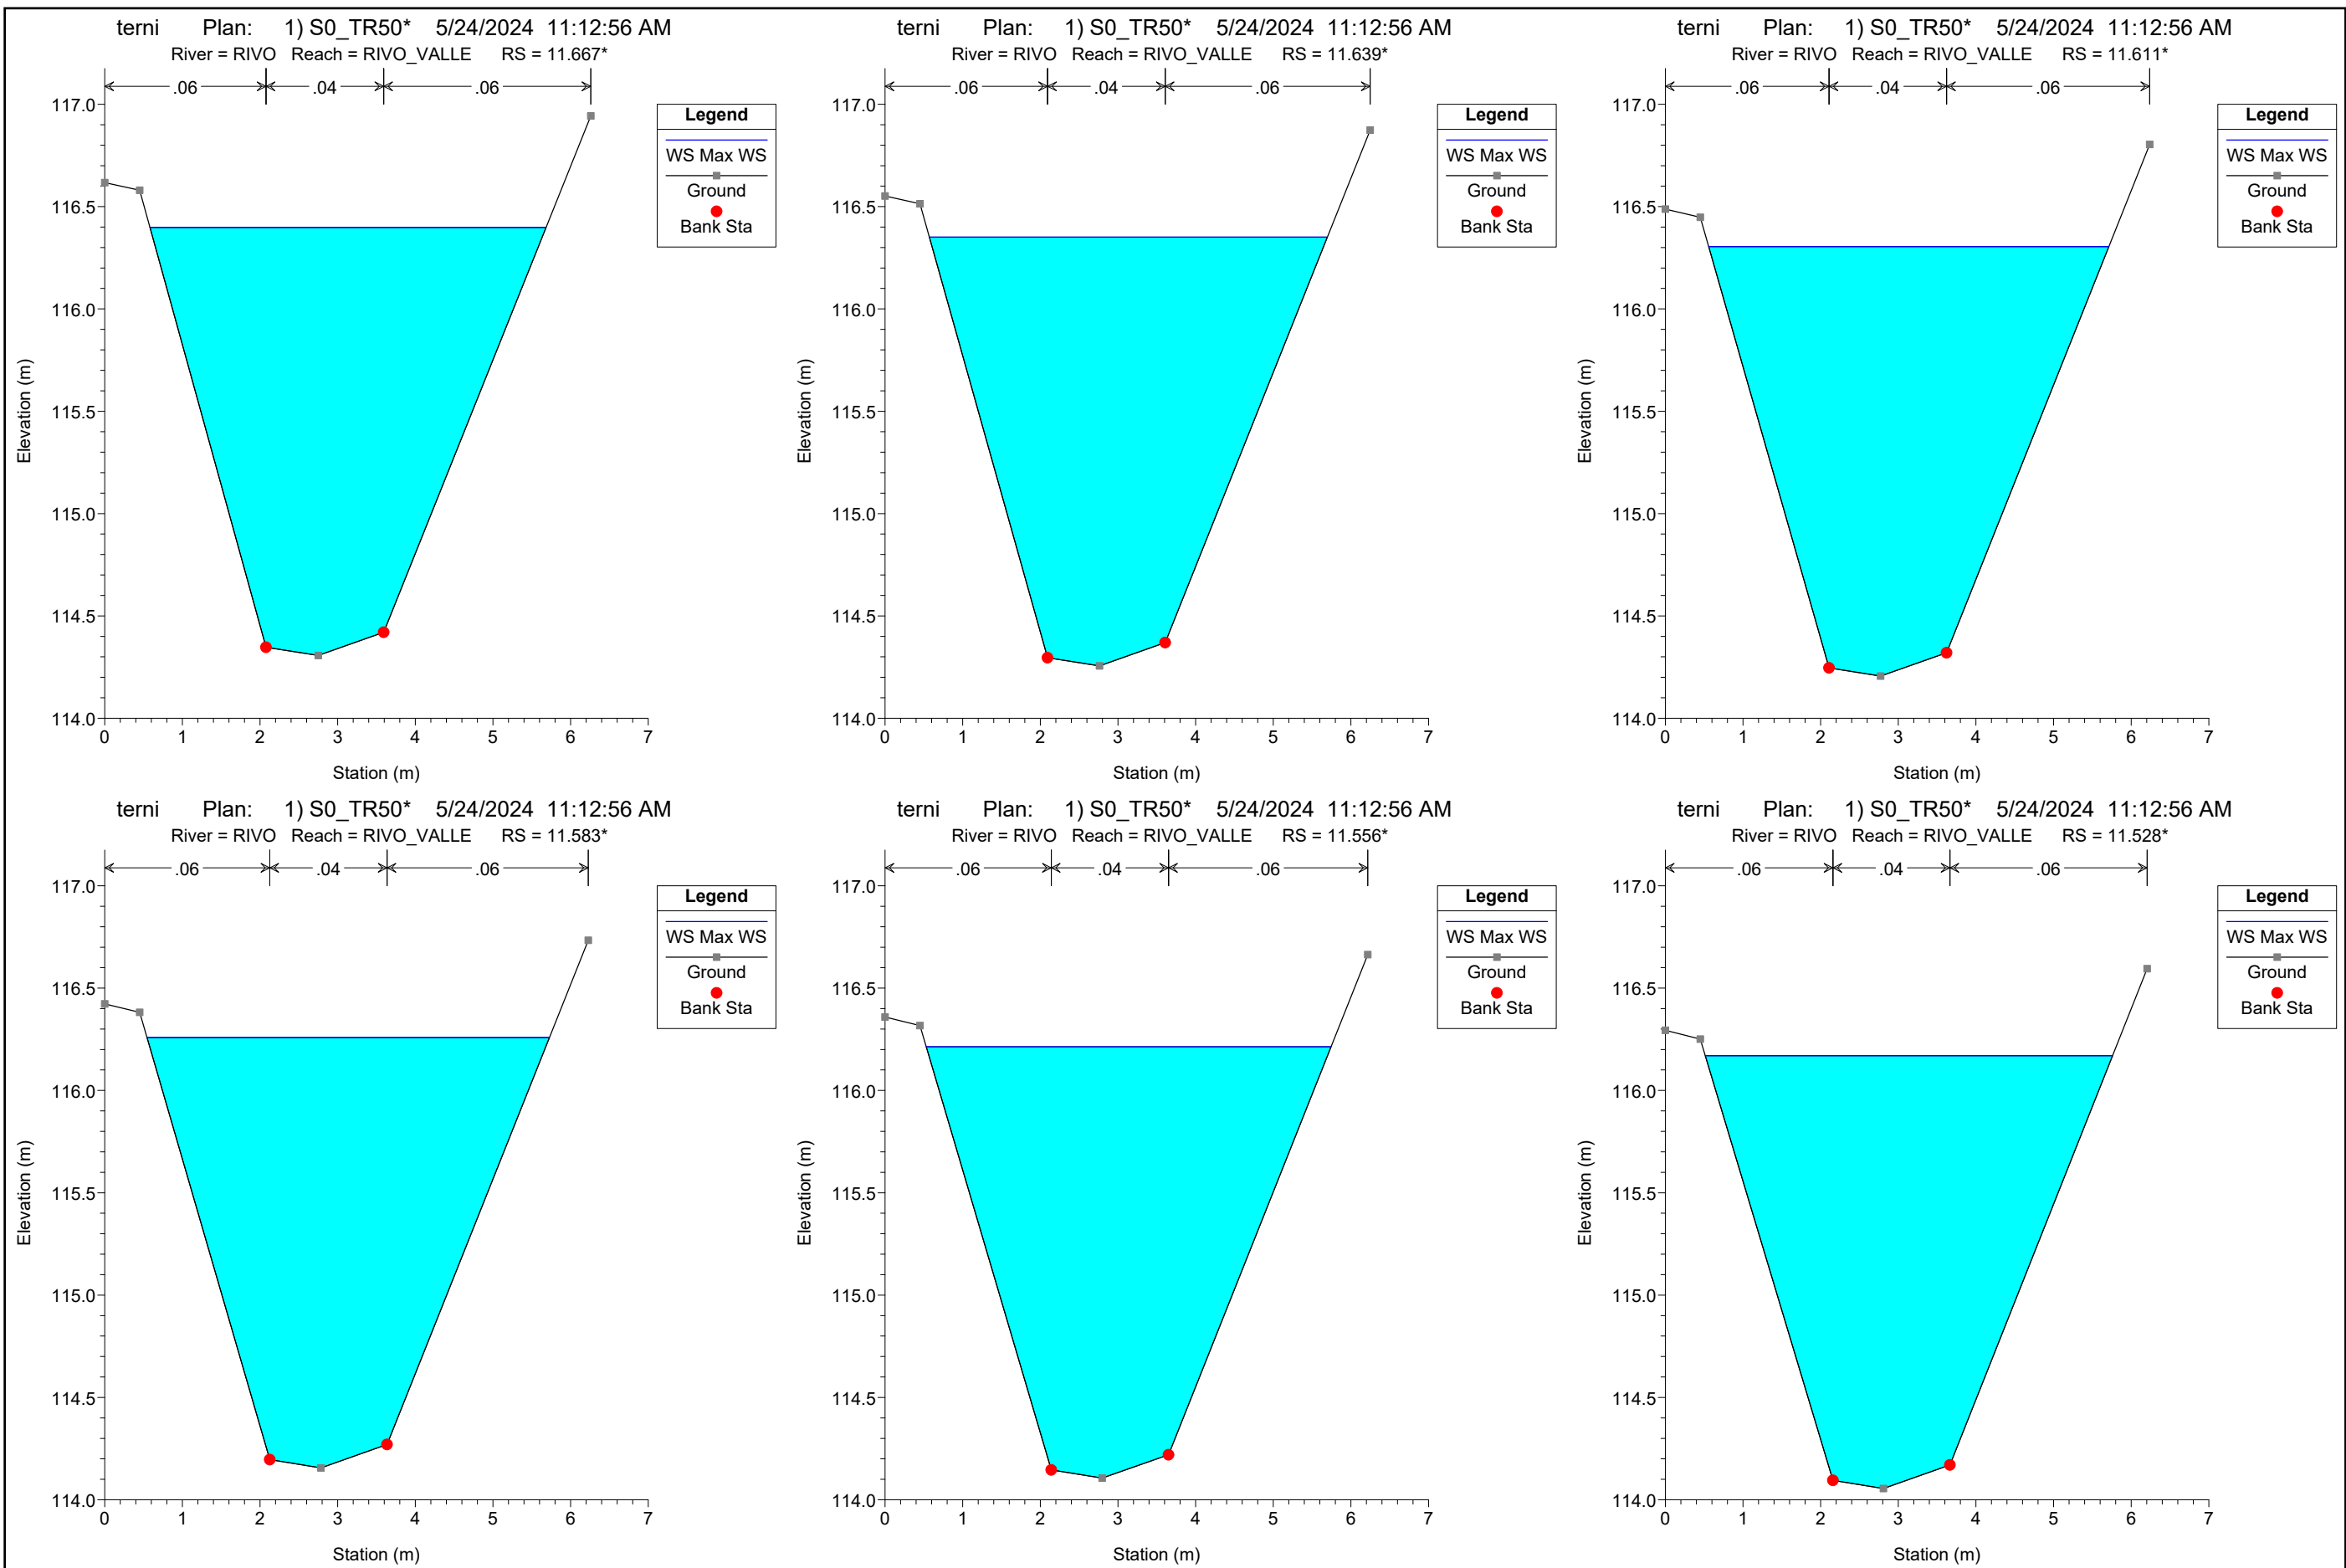 terni Plan: 1) S0_TR50* 5/24/2024 11:12:56 AM
River = RIVO Reach = RIVO_VALLE RS = 11.667*
.06 .04 .06
117.0
116.5
116.0
115.5
115.0
114.5
114.0
0 1 2 3 4 5 6 7
Station (m)
Elevation (m)
Legend
WS Max WS
Ground
Bank Sta
terni Plan: 1) S0_TR50* 5/24/2024 11:12:56 AM
River = RIVO Reach = RIVO_VALLE RS = 11.639*
.06 .04 .06
117.0
116.5
116.0
115.5
115.0
114.5
114.0
0 1 2 3 4 5 6 7
Station (m)
Elevation (m)
Legend
WS Max WS
Ground
Bank Sta
terni Plan: 1) S0_TR50* 5/24/2024 11:12:56 AM
River = RIVO Reach = RIVO_VALLE RS = 11.611*
.06 .04 .06
117.0
116.5
116.0
115.5
115.0
114.5
114.0
0 1 2 3 4 5 6 7
Station (m)
Elevation (m)
Legend
WS Max WS
Ground
Bank Sta
terni Plan: 1) S0_TR50* 5/24/2024 11:12:56 AM
River = RIVO Reach = RIVO_VALLE RS = 11.583*
.06 .04 .06
117.0
116.5
116.0
115.5
115.0
114.5
114.0
0 1 2 3 4 5 6 7
Station (m)
Elevation (m)
Legend
WS Max WS
Ground
Bank Sta
terni Plan: 1) S0_TR50* 5/24/2024 11:12:56 AM
River = RIVO Reach = RIVO_VALLE RS = 11.556*
.06 .04 .06
117.0
116.5
116.0
115.5
115.0
114.5
114.0
0 1 2 3 4 5 6 7
Station (m)
Elevation (m)
Legend
WS Max WS
Ground
Bank Sta
terni Plan: 1) S0_TR50* 5/24/2024 11:12:56 AM
River = RIVO Reach = RIVO_VALLE RS = 11.528*
.06 .04 .06
117.0
116.5
116.0
115.5
115.0
114.5
114.0
0 1 2 3 4 5 6 7
Station (m)
Elevation (m)
Legend
WS Max WS
Ground
Bank Sta